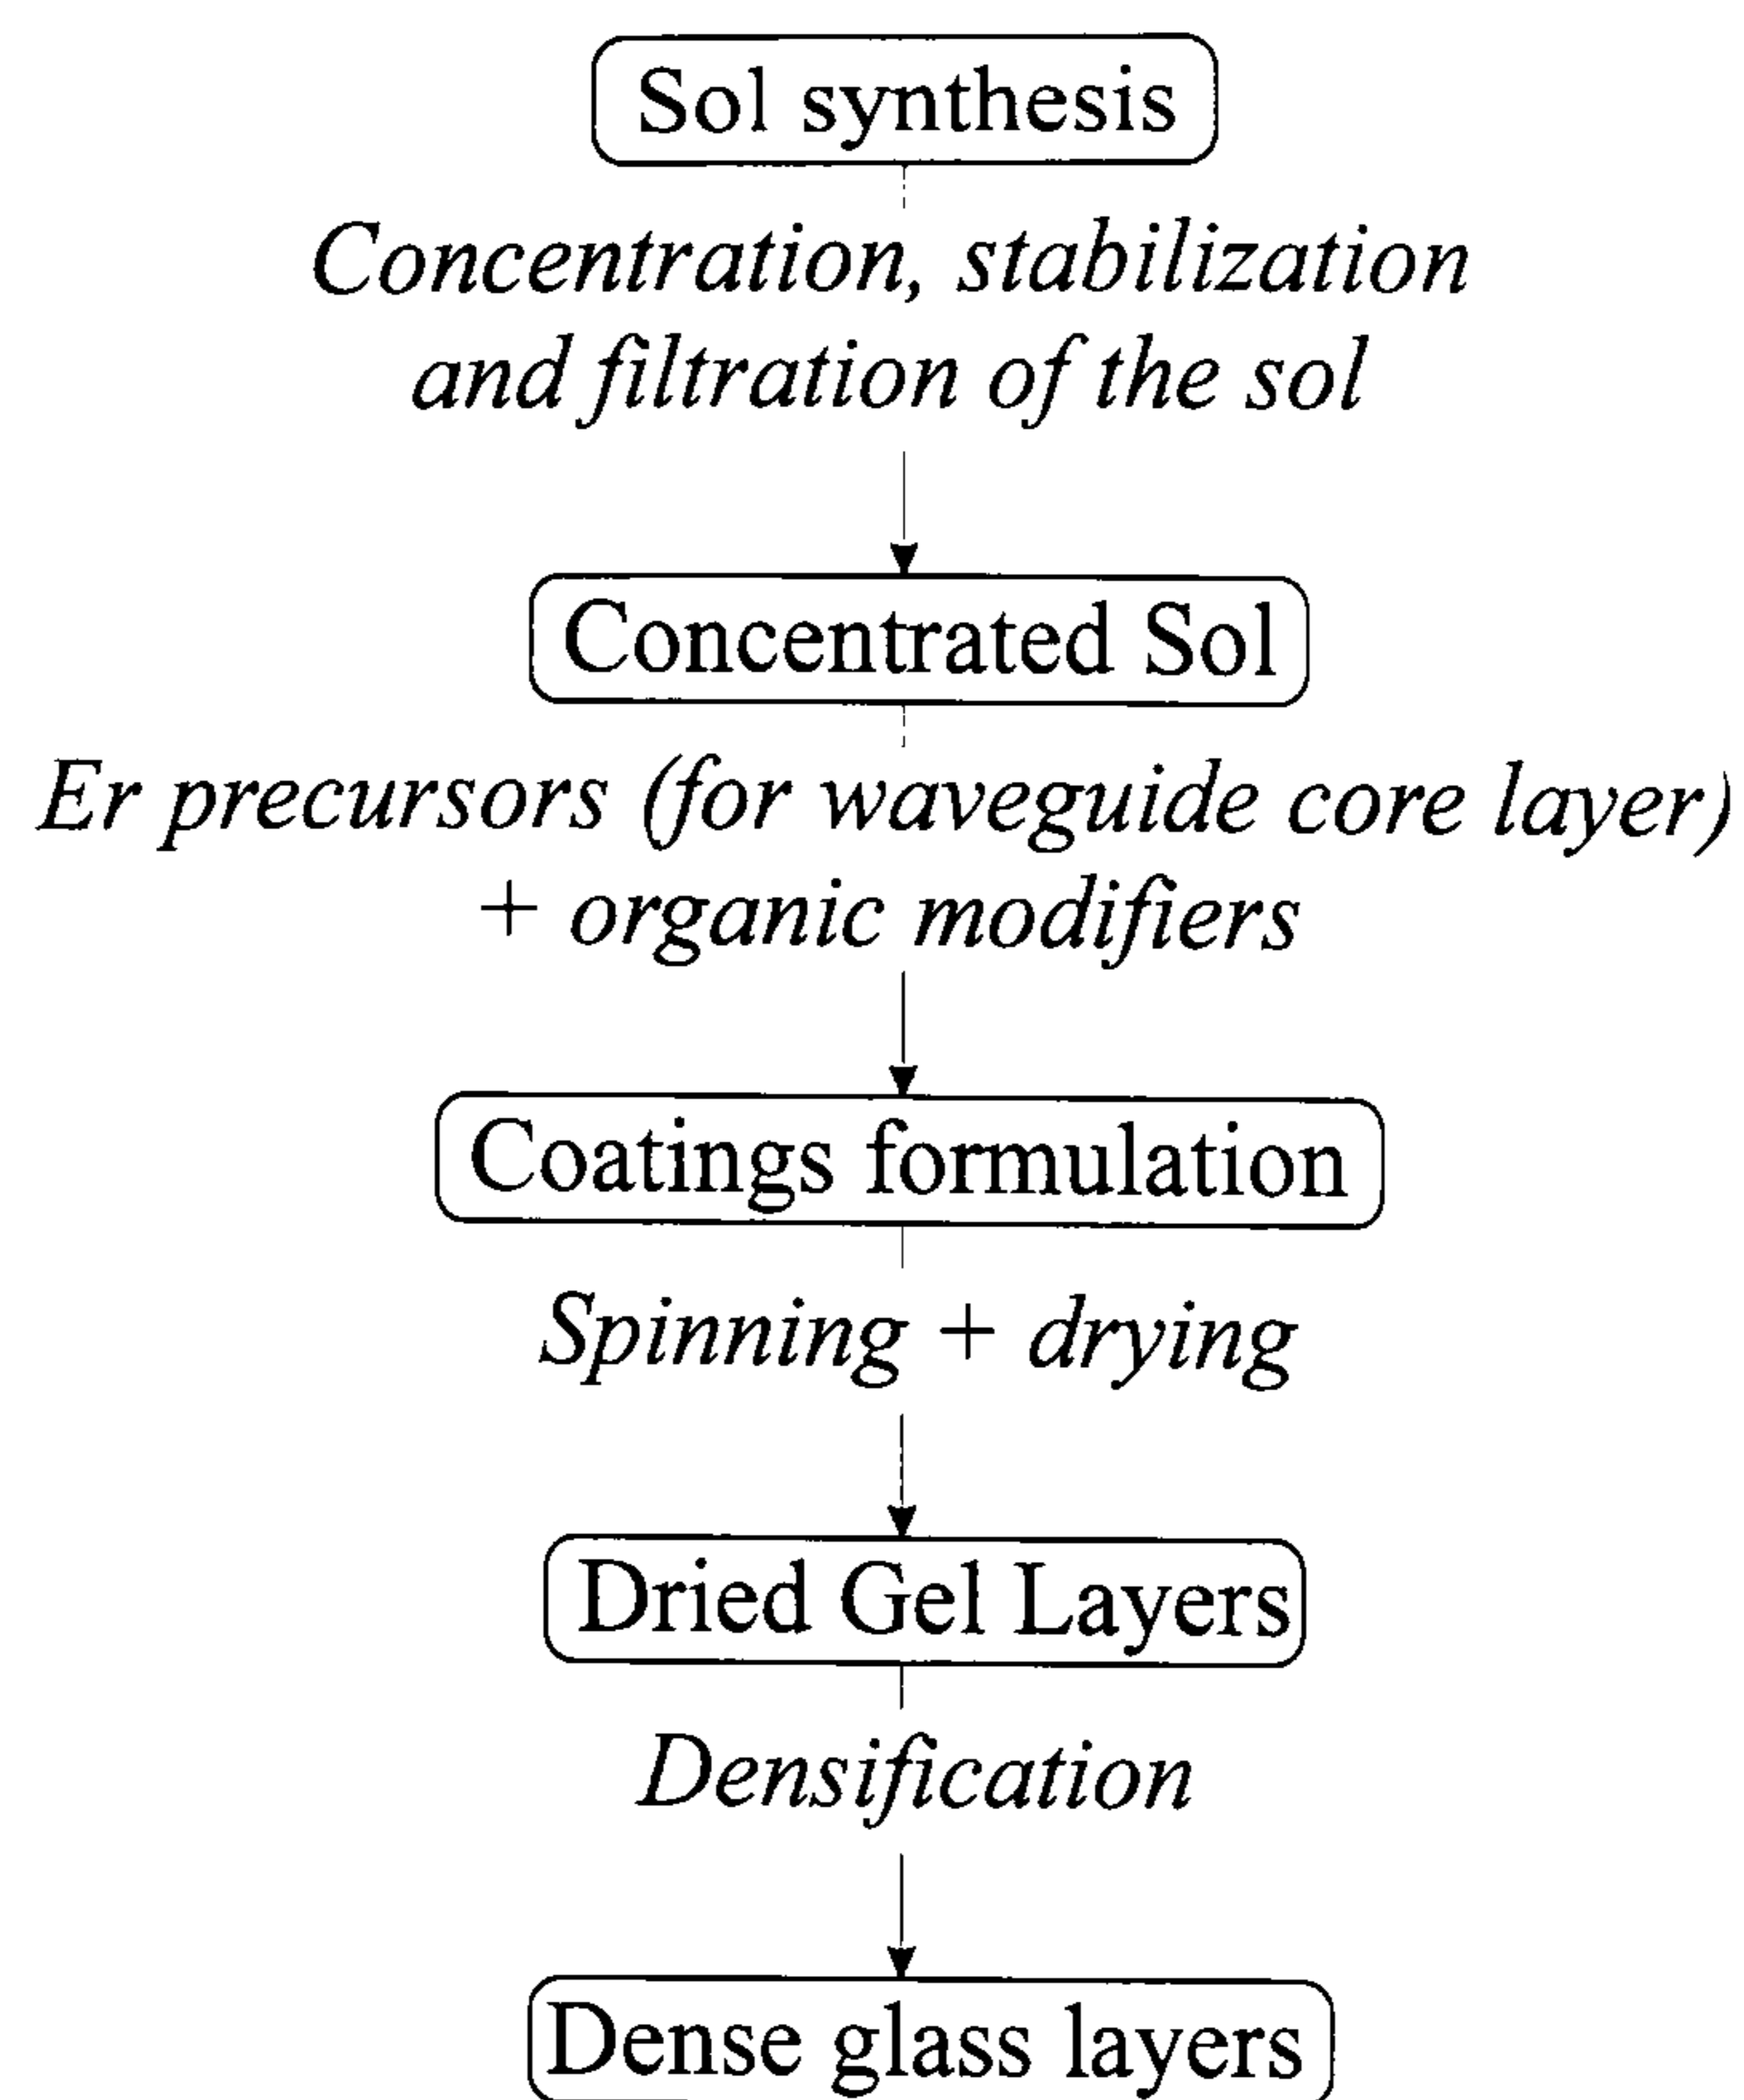 Sol synthesis
Concentration, stabilization
and filtration of the sol
Concentrated Sol
Er precursors (for waveguide core layer)
+ organic modifiers
Coatings formulation
Spinning + drying
Dried Gel Layers
Densification
Dense glass layers